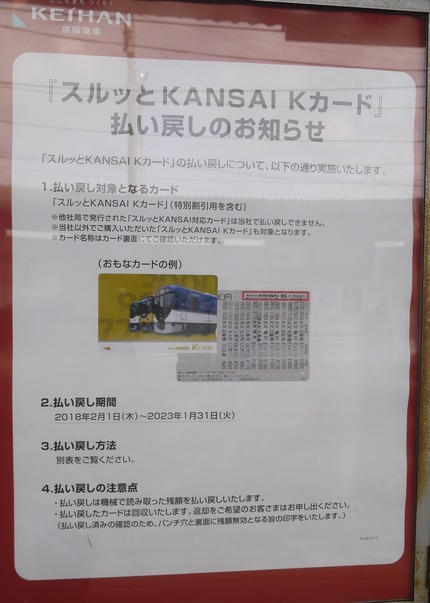 こころまち つくろう
KEIHAN
京阪電車
『スルッとKANSAI Kカード』
払い戻しのお知らせ
「スルッとKANSAI Kカード」の払い戻しについて、以下の通り実施いたします。
1.払い戻し対象となるカード
「スルッとKANSAI Kカード」（特別割引用を含む）
※他社局で発行された「スルッとKANSAI対応カード」は当社で払い戻しできません。
※当社以外でご購入いただいた「スルッとKANSAI Kカード」も対象となります。
※カード名称はカード裏面にてご確認いただけます。
（おもなカードの例）
K CARD
2.払い戻し期間
2018年2月1日(木)～2023年1月31日(火)
3.払い戻し方法
別表をご覧ください。
4.払い戻しの注意点
・払い戻しは機械で読み取った残額を払い戻しいたします。
・払い戻したカードは回収いたします。返却をご希望のお客さまはお申し出ください。
（払い戻し済みの確認のため、パンチ穴と裏面に残額無効となる旨の印字をいたします。）